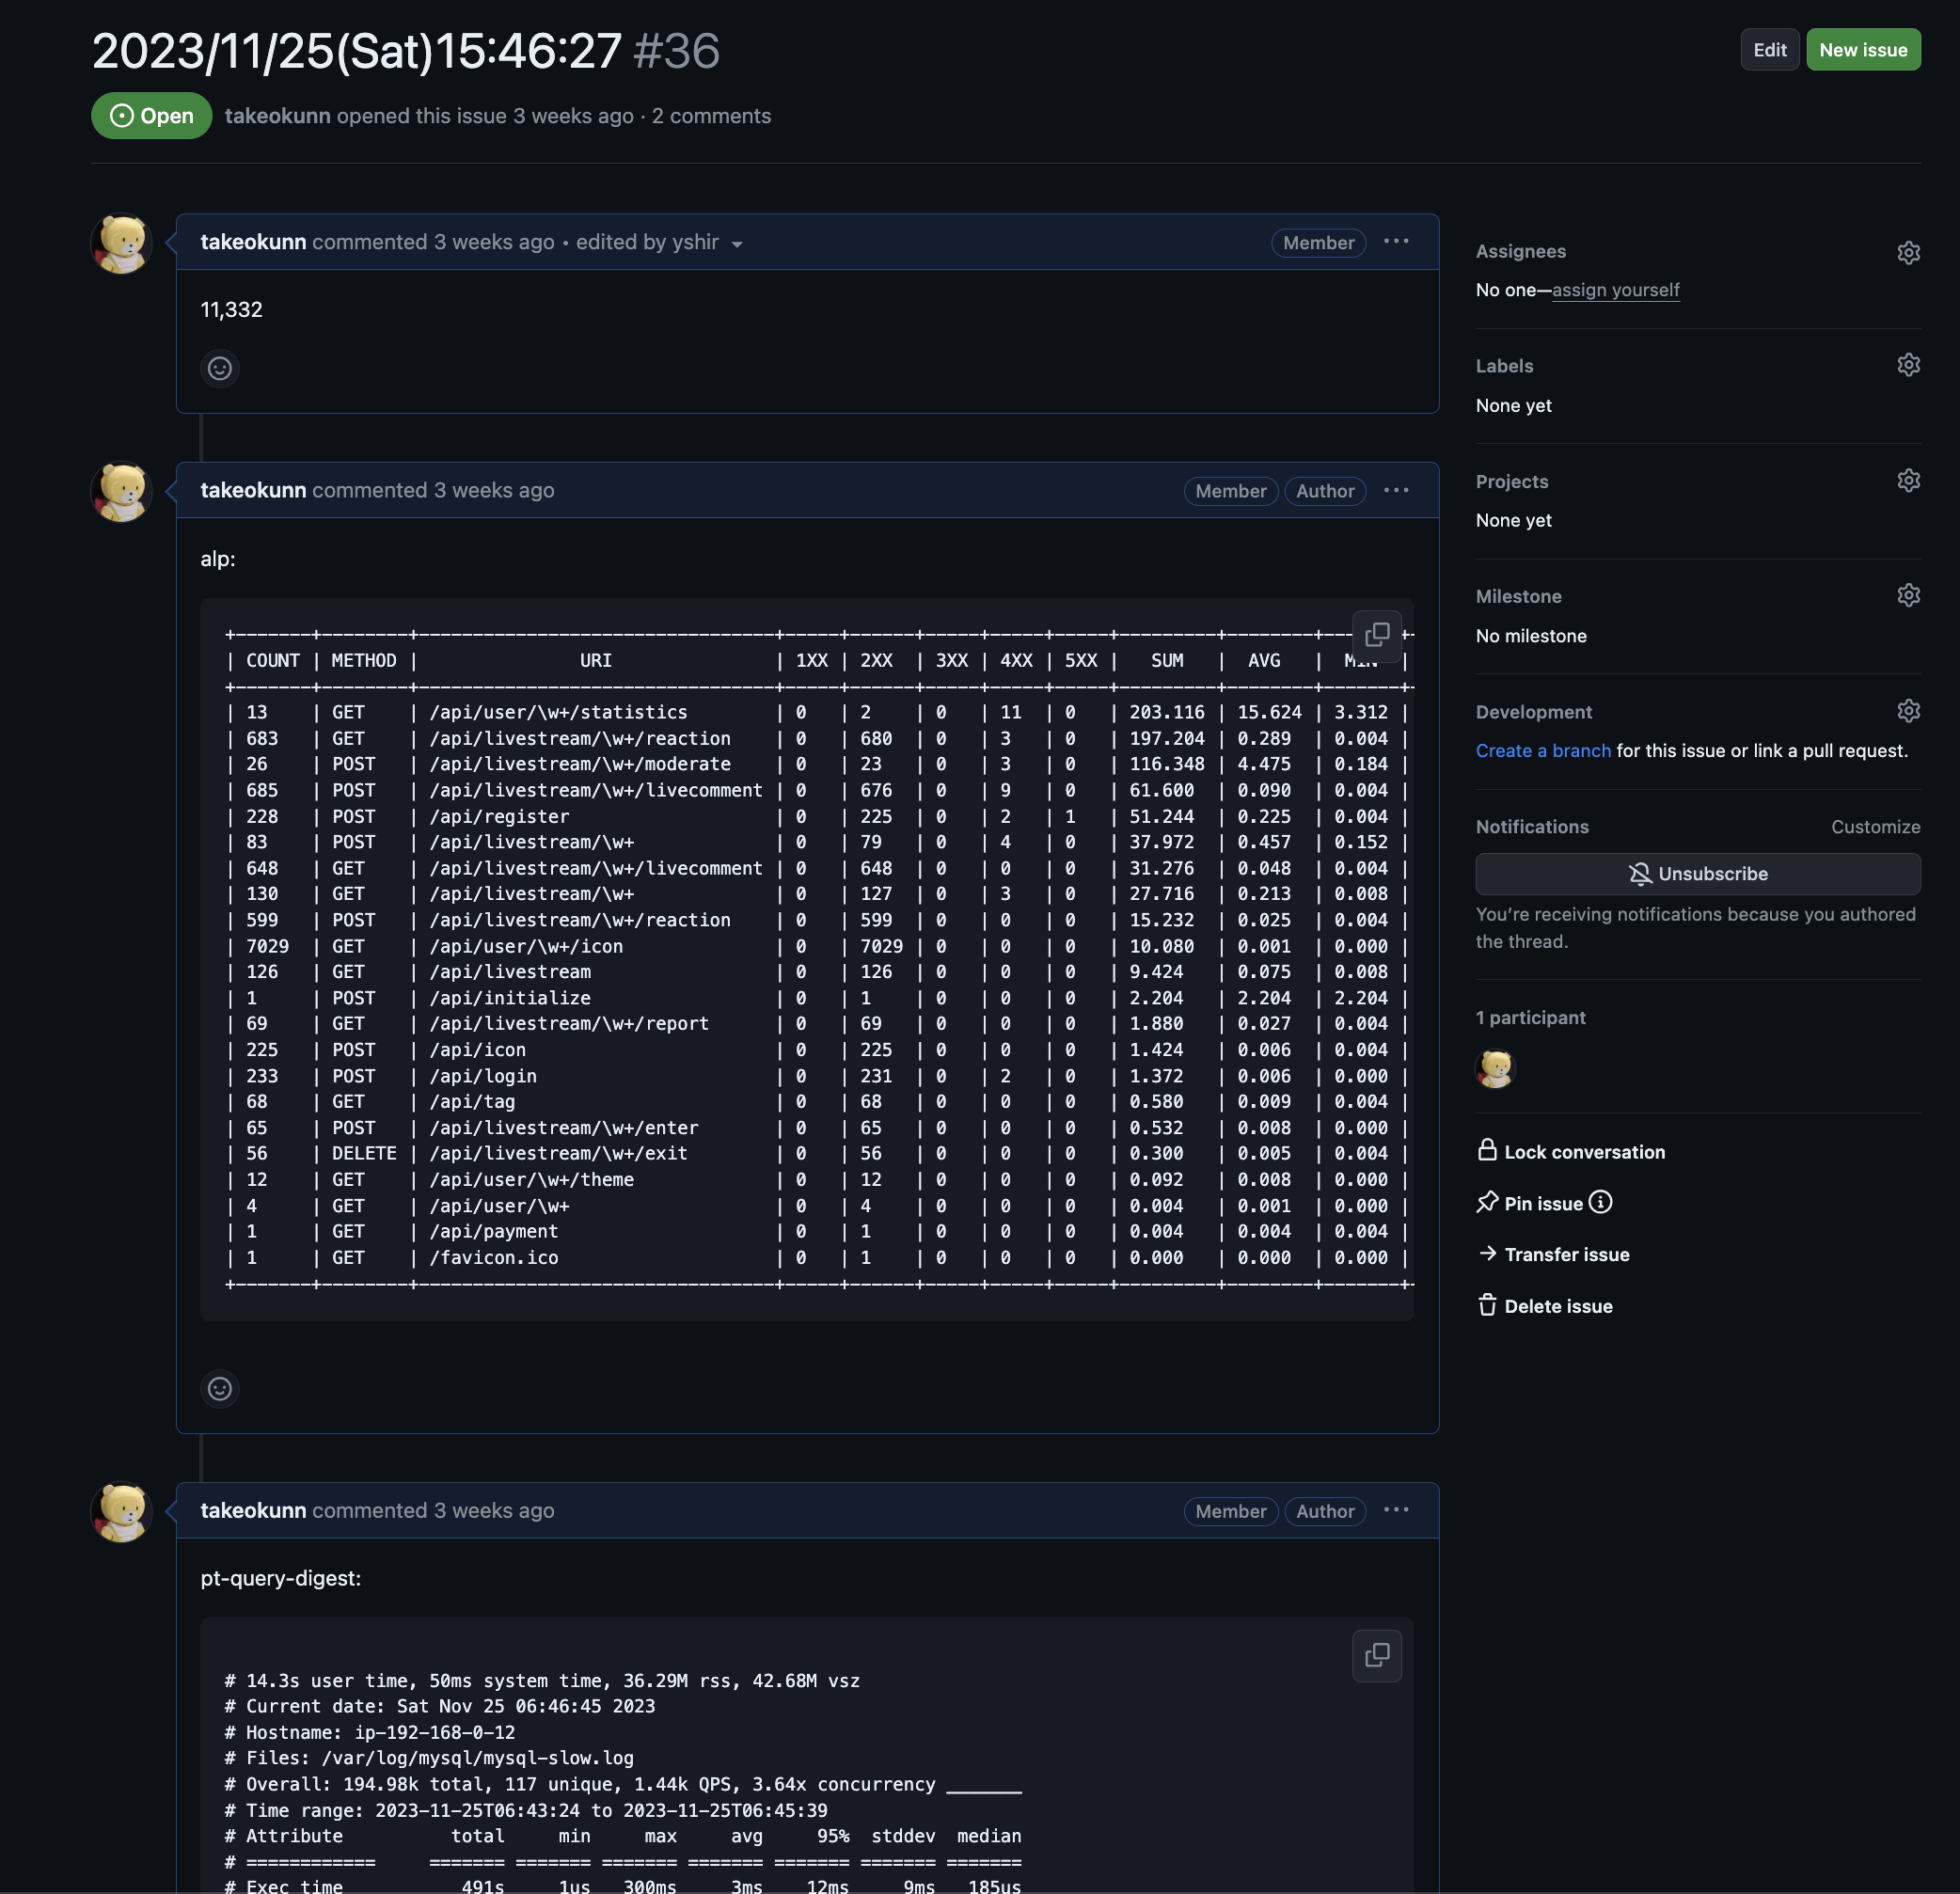 2023/11/25(Sat)15:46:27 #36
Edit
New issue
Open
takeokunn opened this issue 3 weeks ago · 2 comments
takeokunn commented 3 weeks ago • edited by yshir
Member
11,332
takeokunn commented 3 weeks ago
Member
Author
alp:
+-------+--------+---------------------------------+-----+------+-----+-----+-----+---------+--------+-------+-
| COUNT | METHOD |               URI               | 1XX | 2XX  | 3XX | 4XX | 5XX |   SUM   |  AVG   |  MIN  |
+-------+--------+---------------------------------+-----+------+-----+-----+-----+---------+--------+-------+-
| 13    | GET    | /api/user/\w+/statistics        | 0   | 2    | 0   | 11  | 0   | 203.116 | 15.624 | 3.312 |
| 683   | GET    | /api/livestream/\w+/reaction    | 0   | 680  | 0   | 3   | 0   | 197.204 | 0.289  | 0.004 |
| 26    | POST   | /api/livestream/\w+/moderate    | 0   | 23   | 0   | 3   | 0   | 116.348 | 4.475  | 0.184 |
| 685   | POST   | /api/livestream/\w+/livecomment | 0   | 676  | 0   | 9   | 0   | 61.600  | 0.090  | 0.004 |
| 228   | POST   | /api/register                   | 0   | 225  | 0   | 2   | 1   | 51.244  | 0.225  | 0.004 |
| 83    | POST   | /api/livestream/\w+             | 0   | 79   | 0   | 4   | 0   | 37.972  | 0.457  | 0.152 |
| 648   | GET    | /api/livestream/\w+/livecomment | 0   | 648  | 0   | 0   | 0   | 31.276  | 0.048  | 0.004 |
| 130   | GET    | /api/livestream/\w+             | 0   | 127  | 0   | 3   | 0   | 27.716  | 0.213  | 0.008 |
| 599   | POST   | /api/livestream/\w+/reaction    | 0   | 599  | 0   | 0   | 0   | 15.232  | 0.025  | 0.004 |
| 7029  | GET    | /api/user/\w+/icon              | 0   | 7029 | 0   | 0   | 0   | 10.080  | 0.001  | 0.000 |
| 126   | GET    | /api/livestream                 | 0   | 126  | 0   | 0   | 0   | 9.424   | 0.075  | 0.008 |
| 1     | POST   | /api/initialize                 | 0   | 1    | 0   | 0   | 0   | 2.204   | 2.204  | 2.204 |
| 69    | GET    | /api/livestream/\w+/report      | 0   | 69   | 0   | 0   | 0   | 1.880   | 0.027  | 0.004 |
| 225   | POST   | /api/icon                       | 0   | 225  | 0   | 0   | 0   | 1.424   | 0.006  | 0.004 |
| 233   | POST   | /api/login                      | 0   | 231  | 0   | 2   | 0   | 1.372   | 0.006  | 0.000 |
| 68    | GET    | /api/tag                        | 0   | 68   | 0   | 0   | 0   | 0.580   | 0.009  | 0.004 |
| 65    | POST   | /api/livestream/\w+/enter       | 0   | 65   | 0   | 0   | 0   | 0.532   | 0.008  | 0.000 |
| 56    | DELETE | /api/livestream/\w+/exit        | 0   | 56   | 0   | 0   | 0   | 0.300   | 0.005  | 0.004 |
| 12    | GET    | /api/user/\w+/theme             | 0   | 12   | 0   | 0   | 0   | 0.092   | 0.008  | 0.000 |
| 4     | GET    | /api/user/\w+                   | 0   | 4    | 0   | 0   | 0   | 0.004   | 0.001  | 0.000 |
| 1     | GET    | /api/payment                    | 0   | 1    | 0   | 0   | 0   | 0.004   | 0.004  | 0.004 |
| 1     | GET    | /favicon.ico                    | 0   | 1    | 0   | 0   | 0   | 0.000   | 0.000  | 0.000 |
+-------+--------+---------------------------------+-----+------+-----+-----+-----+---------+--------+-------+-
takeokunn commented 3 weeks ago
Member
Author
pt-query-digest:
# 14.3s user time, 50ms system time, 36.29M rss, 42.68M vsz
# Current date: Sat Nov 25 06:46:45 2023
# Hostname: ip-192-168-0-12
# Files: /var/log/mysql/mysql-slow.log
# Overall: 194.98k total, 117 unique, 1.44k QPS, 3.64x concurrency _______
# Time range: 2023-11-25T06:43:24 to 2023-11-25T06:45:39
# Attribute          total     min     max     avg     95%  stddev  median
# ============     ======= ======= ======= ======= ======= ======= =======
# Exec time           491s     1us   300ms     3ms    12ms     9ms   185us
Assignees
No one—assign yourself
Labels
None yet
Projects
None yet
Milestone
No milestone
Development
Create a branch for this issue or link a pull request.
Notifications
Customize
Unsubscribe
You're receiving notifications because you authored
the thread.
1 participant
Lock conversation
Pin issue
Transfer issue
Delete issue